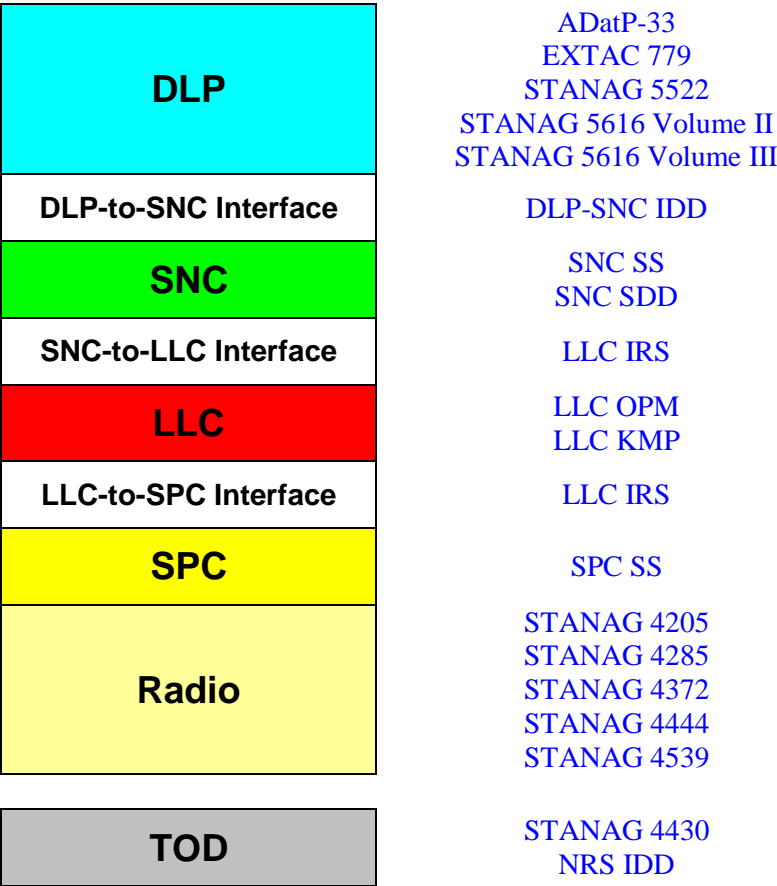 DLP
ADatP-33
EXTAC 779
STANAG 5522
STANAG 5616 Volume II
STANAG 5616 Volume III
DLP-to-SNC Interface
DLP-SNC IDD
SNC
SNC SS
SNC SDD
SNC-to-LLC Interface
LLC IRS
LLC
LLC OPM
LLC KMP
LLC-to-SPC Interface
LLC IRS
SPC
SPC SS
Radio
STANAG 4205
STANAG 4285
STANAG 4372
STANAG 4444
STANAG 4539
TOD
STANAG 4430
NRS IDD